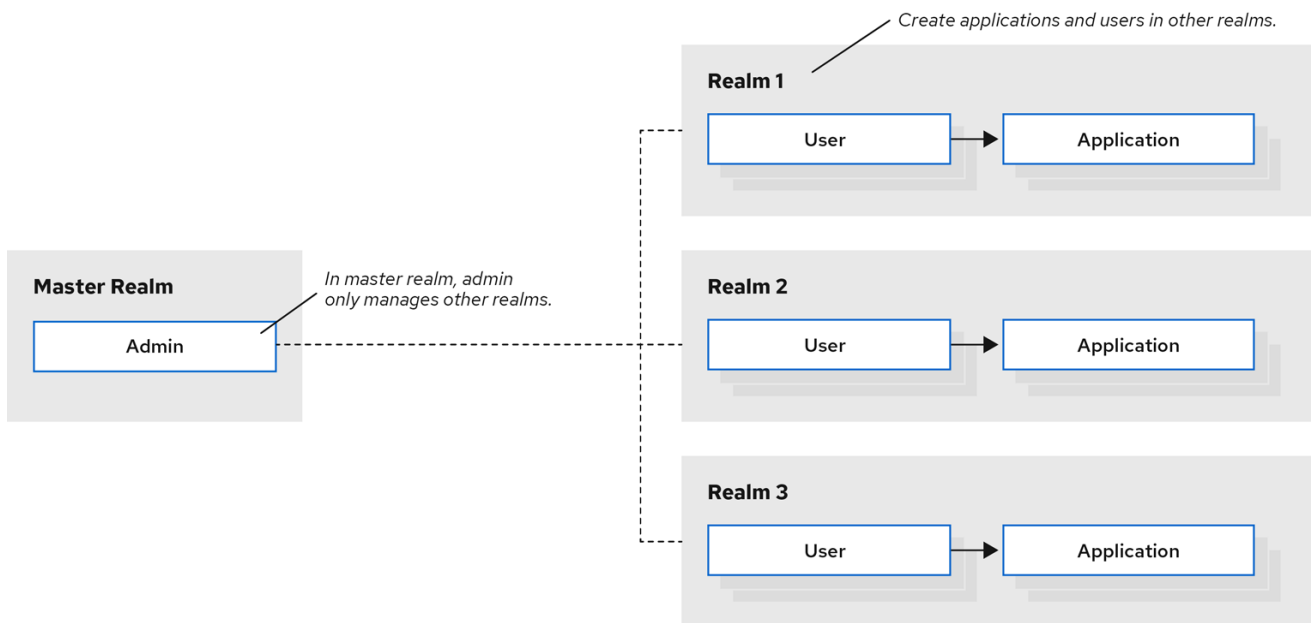 Create applications and users in other realms.
Realm 1
User
Application
Master Realm
In master realm, admin
only manages other realms.
Admin
Realm 2
User
Application
Realm 3
User
Application